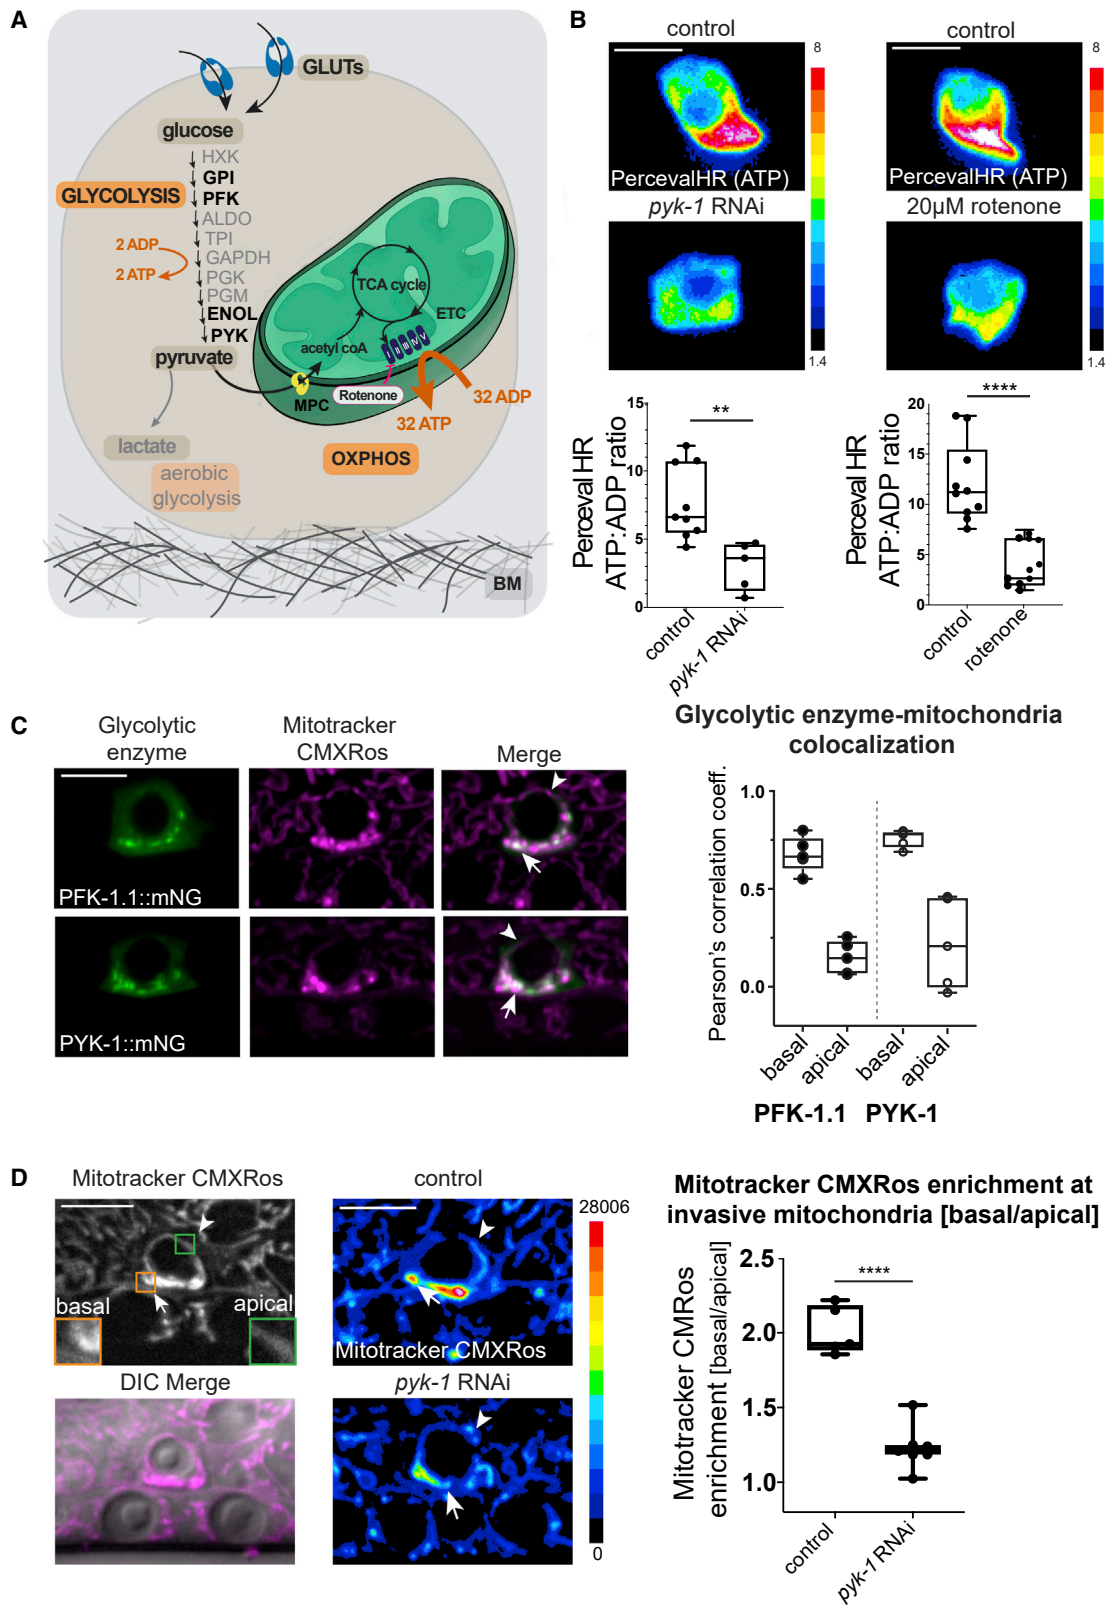 A
GLUTs
glucose
HXK
GPI
GLYCOLYSIS
PFK
ALDO
TPI
2 ADP
GAPDH
2 ATP
PGK
PGM
ENOL
PYK
pyruvate
TCA cycle
ETC
acetyl coA
I II III IV V
MPC
Rotenone
32 ADP
32 ATP
OXPHOS
lactate
aerobic
glycolysis
BM
B
control
control
8
8
PercevalHR (ATP)
PercevalHR (ATP)
pyk-1 RNAi
20µM rotenone
1.4
1.4
Perceval HR
ATP:ADP ratio
15
10
5
0
**
control
pyk-1 RNAi
Perceval HR
ATP:ADP ratio
20
15
10
5
0
****
control
rotenone
C
Glycolytic
enzyme
Mitotracker
CMXRos
Merge
PFK-1.1::mNG
PYK-1::mNG
Glycolytic enzyme-mitochondria
colocalization
Pearson's correlation coeff.
1.0
0.5
0.0
basal
apical
basal
apical
PFK-1.1 PYK-1
D
Mitotracker CMXRos
control
28006
basal
apical
Mitotracker CMXRos
DIC Merge
pyk-1 RNAi
0
Mitotracker CMXRos enrichment at
invasive mitochondria [basal/apical]
Mitotracker CMRos
enrichment [basal/apical]
2.5
2.0
1.5
1.0
****
control
pyk-1 RNAi